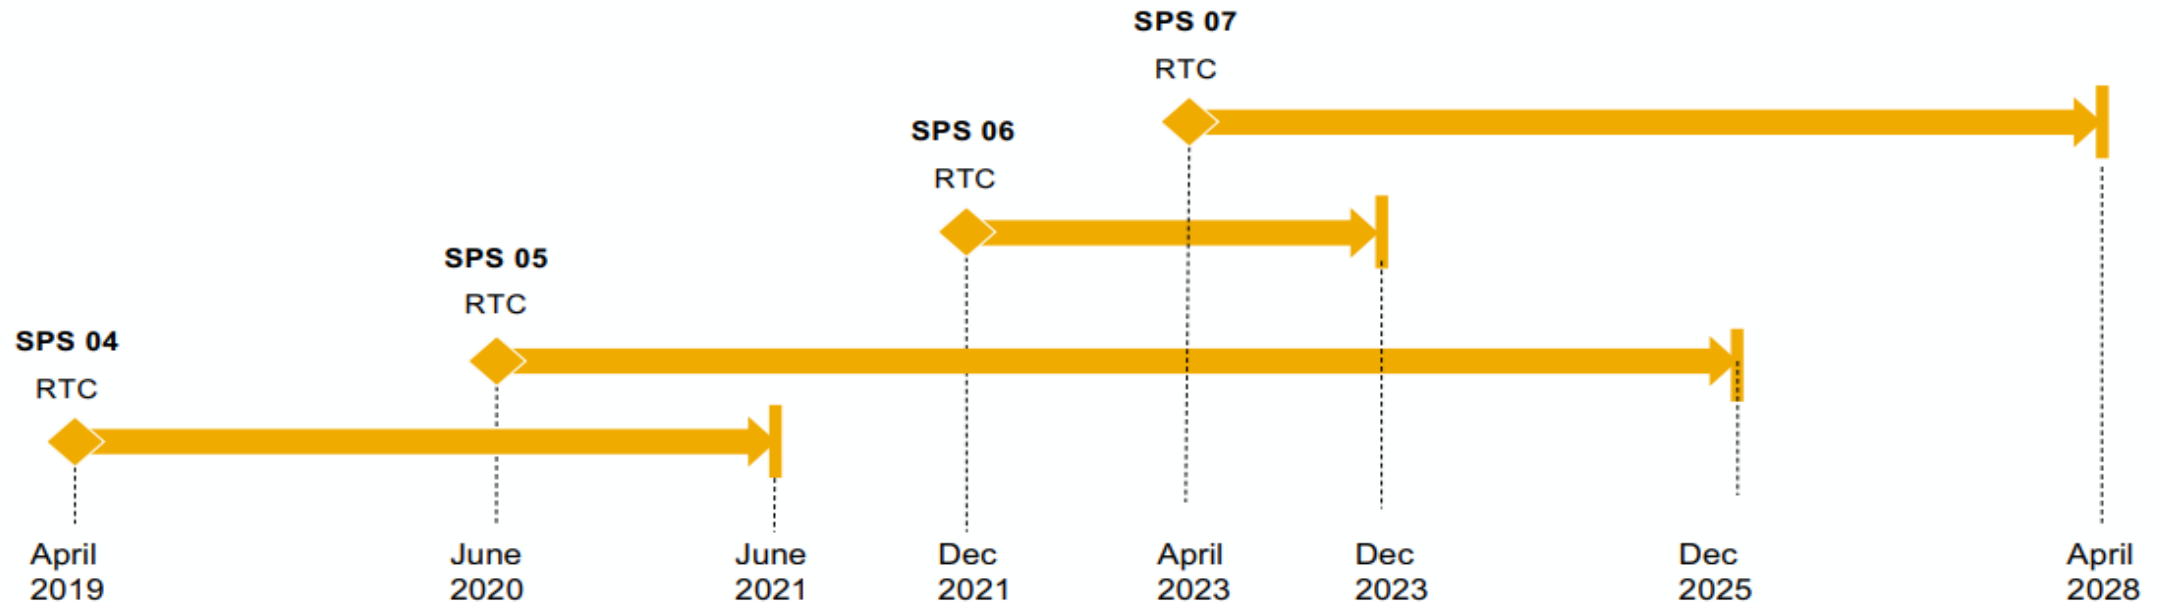 SPS 07
RTC
SPS 06
RTC
SPS 05
RTC
SPS 04
RTC
April
2019
June
2020
June
2021
Dec
2021
April
2023
Dec
2023
Dec
2025
April
2028